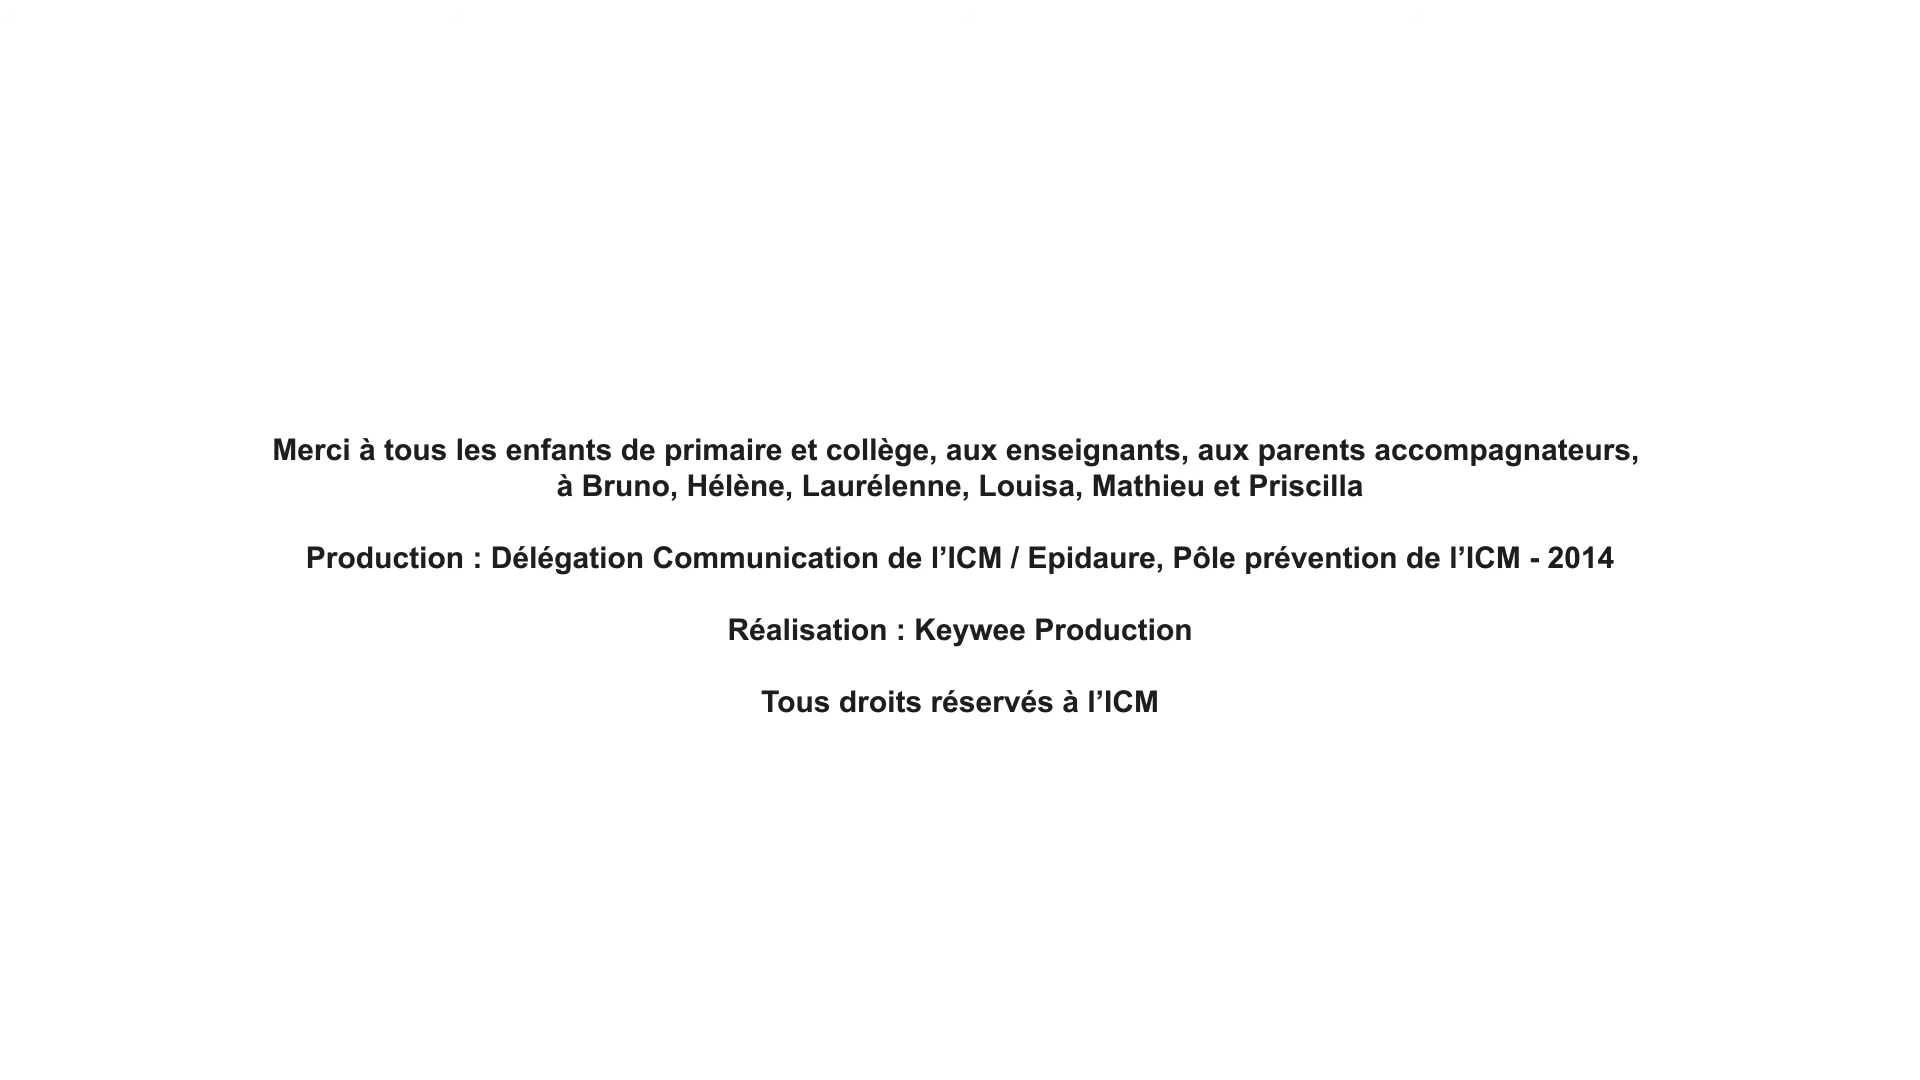 Merci à tous les enfants de primaire et collège, aux enseignants, aux parents accompagnateurs,
à Bruno, Hélène, Laurélenne, Louisa, Mathieu et Priscilla
Production : Délégation Communication de l’ICM / Epidaure, Pôle prévention de l’ICM - 2014
Réalisation : Keywee Production
Tous droits réservés à l’ICM